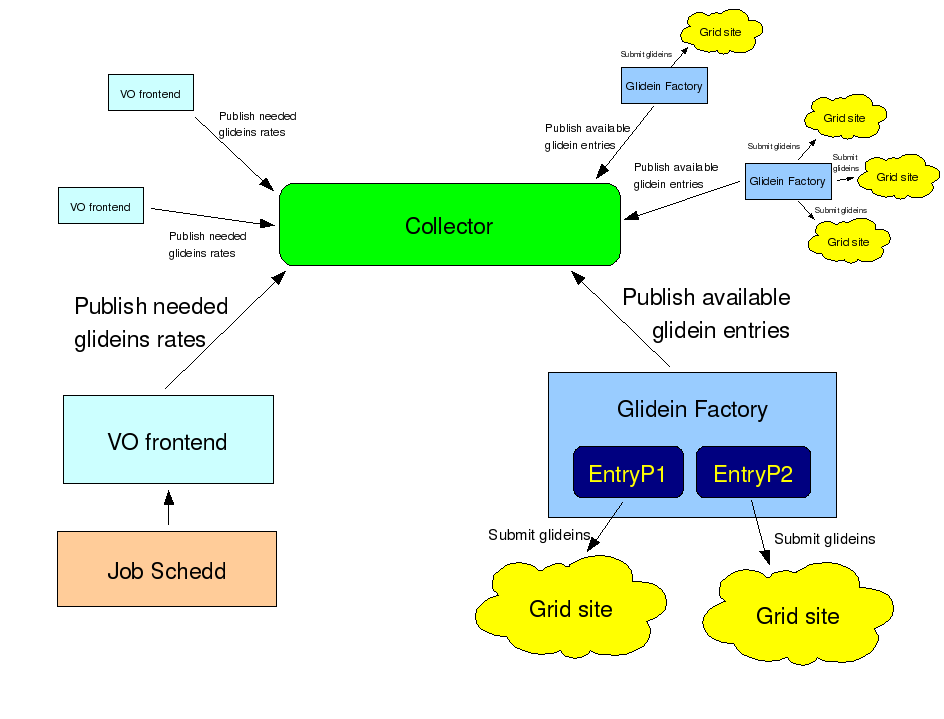 Grid site
Submit glideins
Glidein Factory
VO frontend
Publish needed
glideins rates
Publish available
glidein entries
Grid site
Submit glideins
Submit
glideins
Grid site
Publish available
glidein entries
Glidein Factory
Submit glideins
Grid site
VO frontend
Publish needed
glideins rates
Collector
Publish needed
glideins rates
Publish available
glidein entries
VO frontend
Glidein Factory
EntryP1
EntryP2
Job Schedd
Submit glideins
Submit glideins
Grid site
Grid site